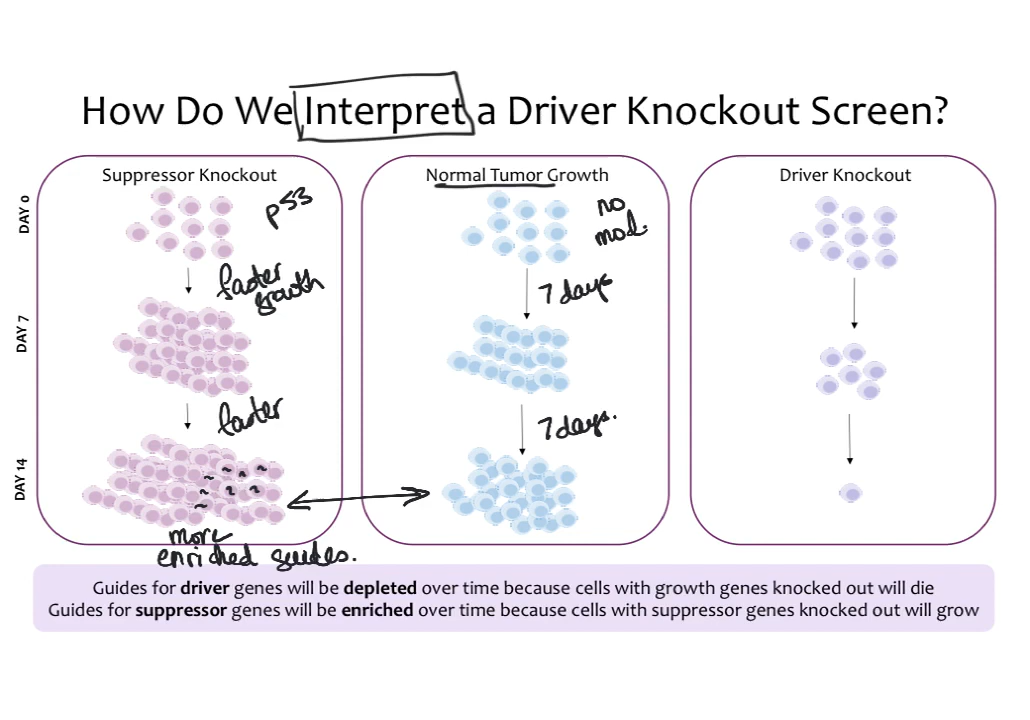 How Do We Interpret a Driver Knockout Screen?
Suppressor Knockout
Normal Tumor Growth
Driver Knockout
DAY 0
p53
no
mod.
faster
growth
7 days
DAY 7
faster
7 days.
DAY 14
more
enriched guides.
Guides for driver genes will be depleted over time because cells with growth genes knocked out will die
Guides for suppressor genes will be enriched over time because cells with suppressor genes knocked out will grow